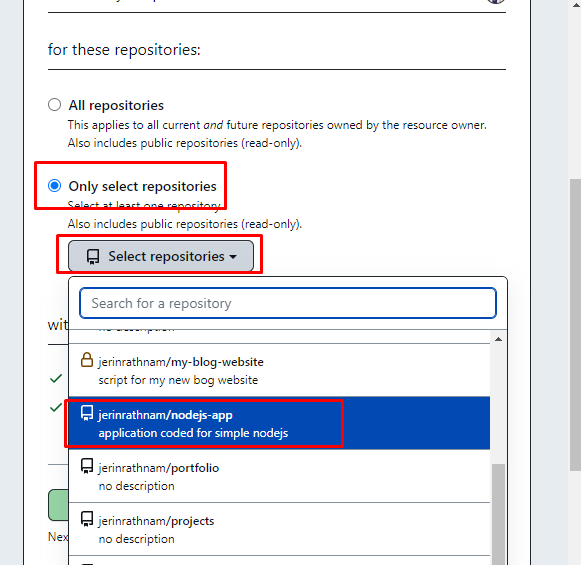 for these repositories:
All repositories
This applies to all current and future repositories owned by the resource owner.
Also includes public repositories (read-only).
Only select repositories
Select at least one repository.
Also includes public repositories (read-only).
Select repositories
Search for a repository
wit
no description
jerinrathnam/my-blog-website
script for my new bog website
jerinrathnam/nodejs-app
application coded for simple nodejs
jerinrathnam/portfolio
no description
jerinrathnam/projects
Nex
no description